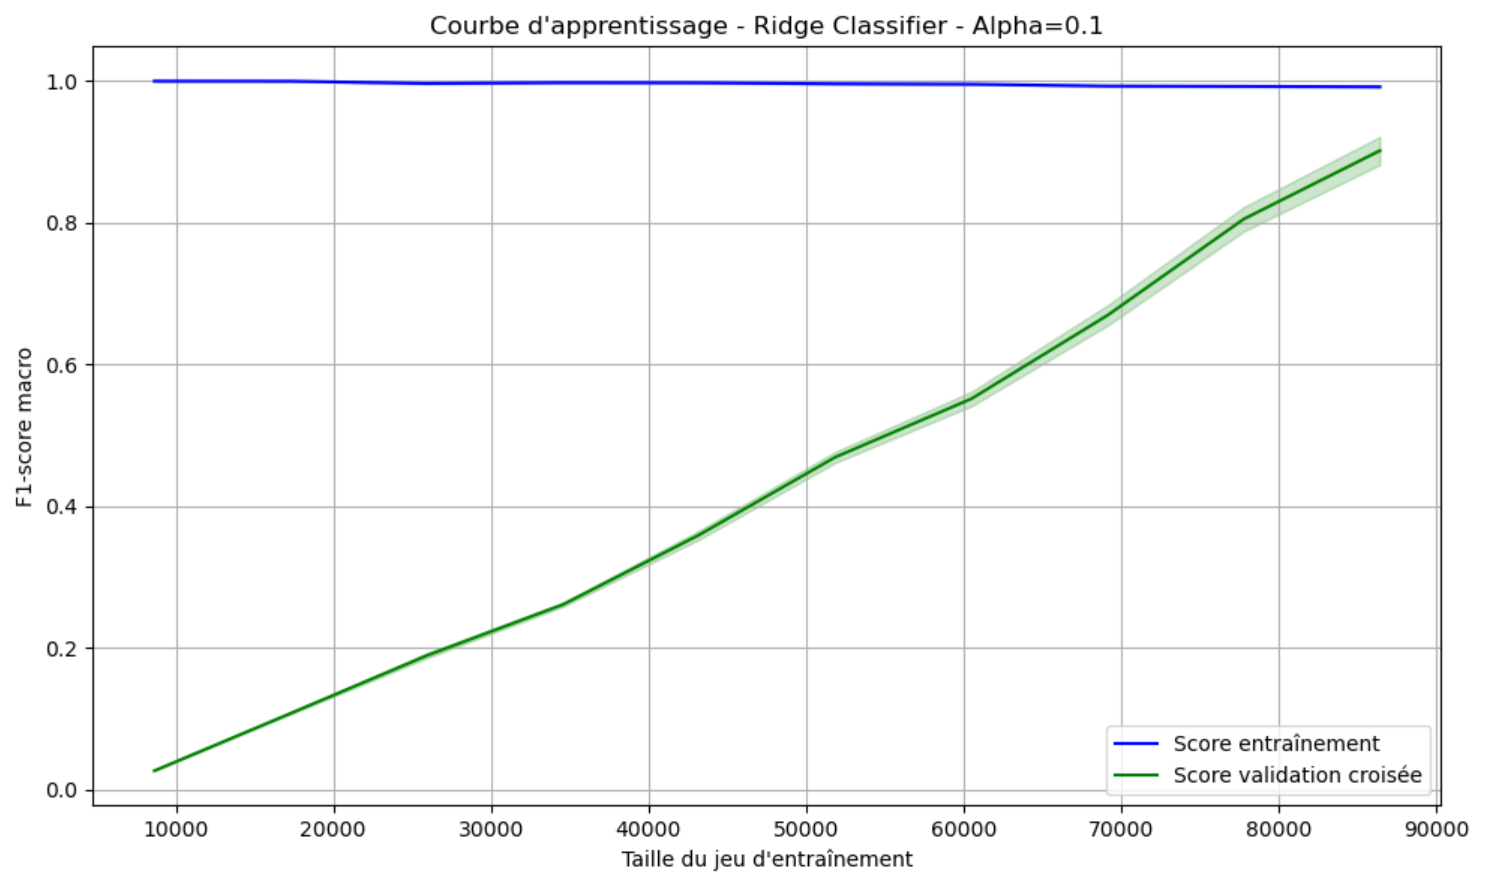 Courbe d'apprentissage - Ridge Classifier - Alpha=0.1
1.0
0.8
0.6
0.4
0.2
0.0
F1-score macro
Score entraînement
Score validation croisée
10000 20000 30000 40000 50000 60000 70000 80000 90000
Taille du jeu d'entraînement